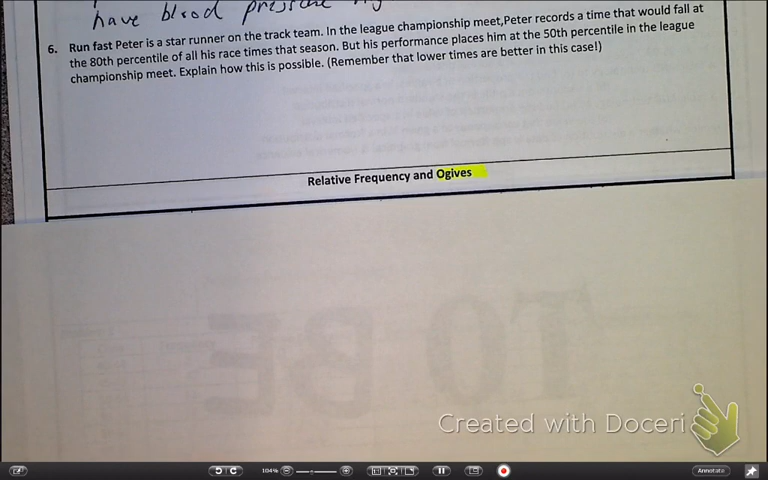 have blood pressure
6. Run fast Peter is a star runner on the track team. In the league championship meet,Peter records a time that would fall at
the 80th percentile of all his race times that season. But his performance places him at the 50th percentile in the league
championship meet. Explain how this is possible. (Remember that lower times are better in this case!)
Relative Frequency and Ogives
TO BE
Created with Doceri
104%
Annotate